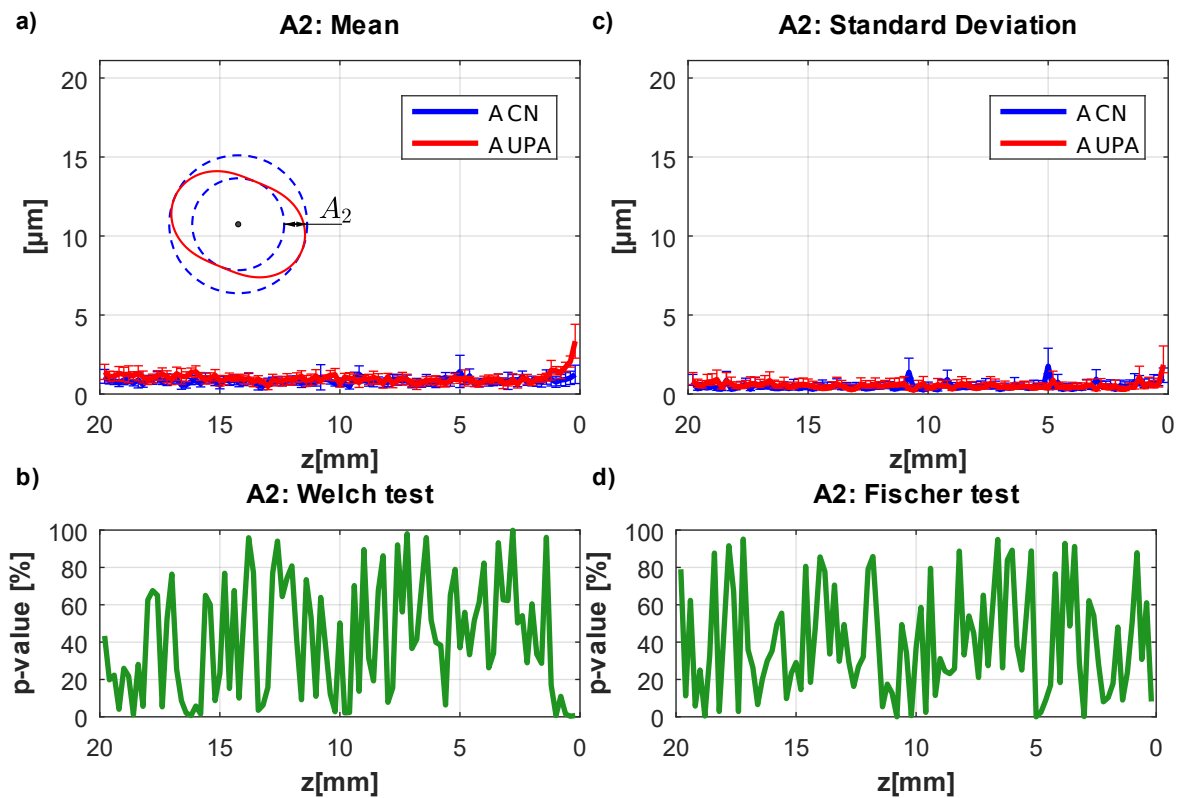 a)
A2: Mean
20
15
10
5
0
[µm]
A CN
A UPA
A2
20 15 10 5 0
z[mm]
c)
A2: Standard Deviation
20
15
10
5
0
[µm]
A CN
A UPA
20 15 10 5 0
z[mm]
b)
A2: Welch test
100
80
60
40
20
0
p-value [%]
20 15 10 5 0
z[mm]
d)
A2: Fischer test
100
80
60
40
20
0
p-value [%]
20 15 10 5 0
z[mm]